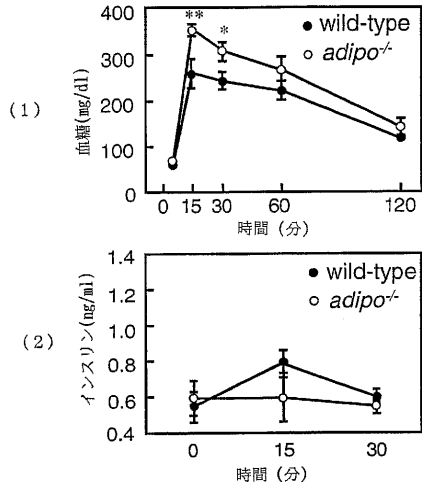 (1)
血糖(mg/dl)
400
300
200
100
0
** *
wild-type
adipo-/-
0 15 30 60 120
時間 (分)
(2)
インスリン(ng/ml)
1.4
1.2
1.0
0.8
0.6
0.4
wild-type
adipo-/-
0 15 30
時間 (分)